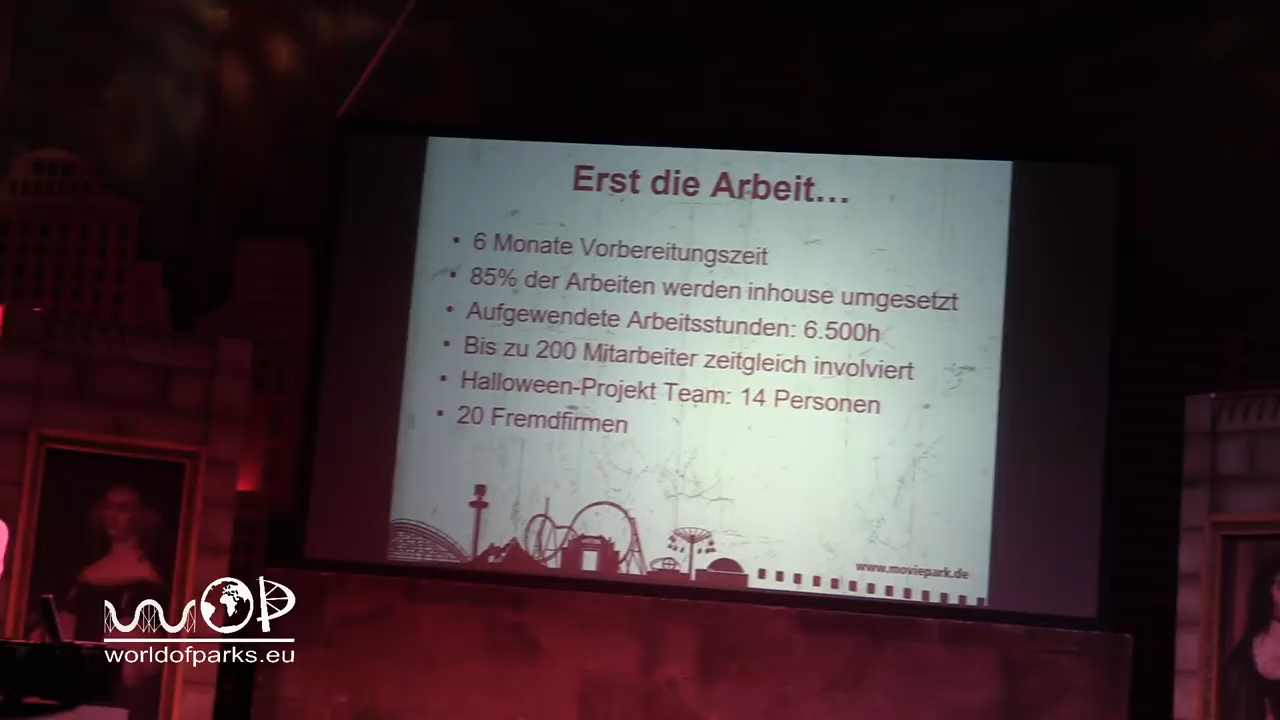 Erst die Arbeit...
• 6 Monate Vorbereitungszeit
• 85% der Arbeiten werden inhouse umgesetzt
• Aufgewendete Arbeitsstunden: 6.500h
• Bis zu 200 Mitarbeiter zeitgleich involviert
• Halloween-Projekt Team: 14 Personen
• 20 Fremdfirmen
www.moviepark.de
WOP
worldofparks.eu